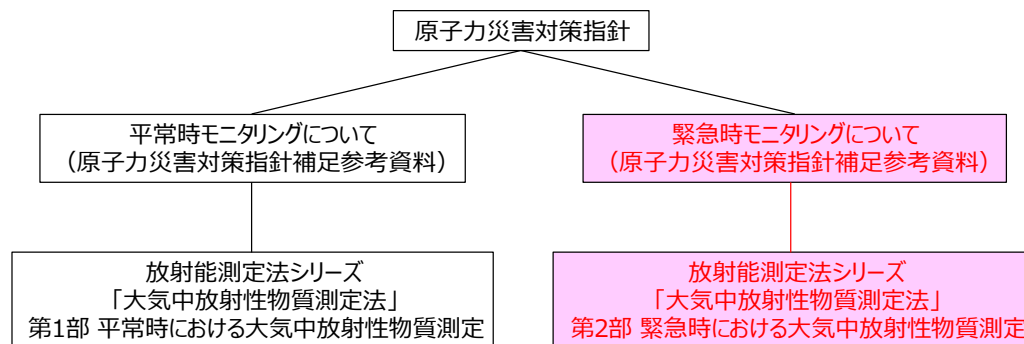 原子力災害対策指針
平常時モニタリングについて
（原子力災害対策指針補足参考資料）
緊急時モニタリングについて
（原子力災害対策指針補足参考資料）
放射能測定法シリーズ
「大気中放射性物質測定法」
第1部 平常時における大気中放射性物質測定
放射能測定法シリーズ
「大気中放射性物質測定法」
第2部 緊急時における大気中放射性物質測定